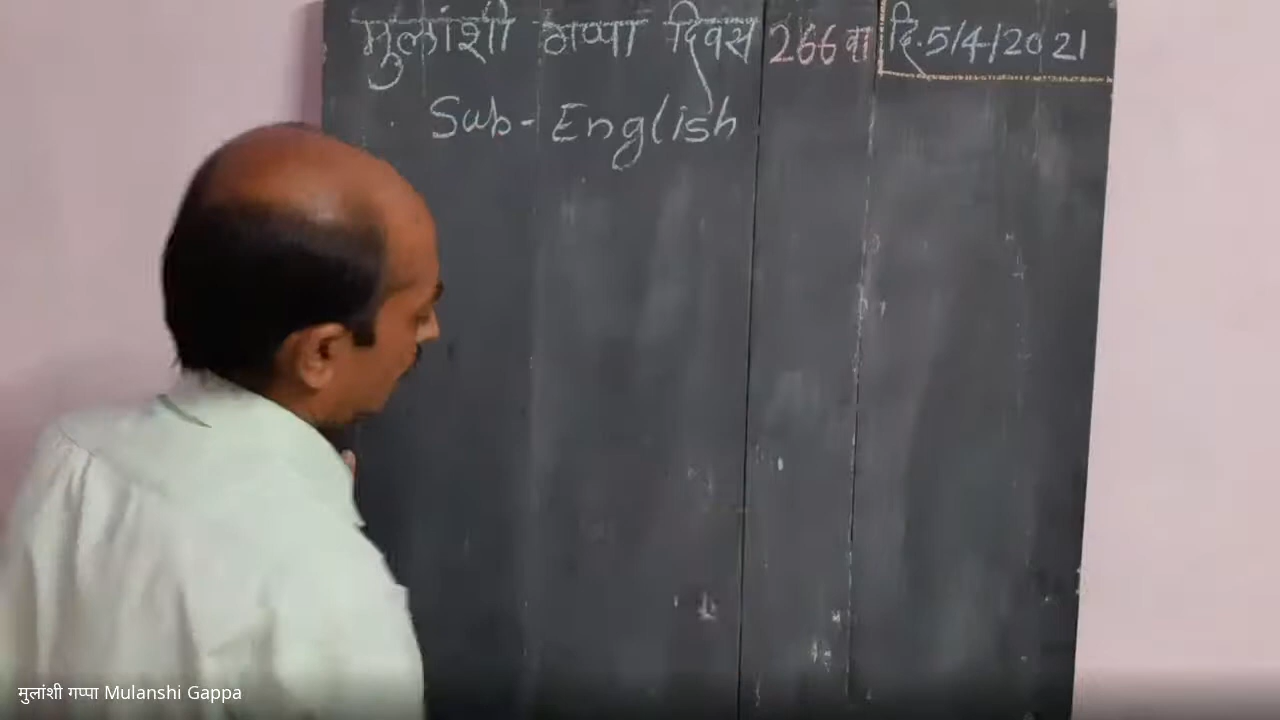 मुलांशी गप्पा दिवस 266 वा दि.5/4/2021
Sub- English
मुलांशी गप्पा Mulanshi Gappa